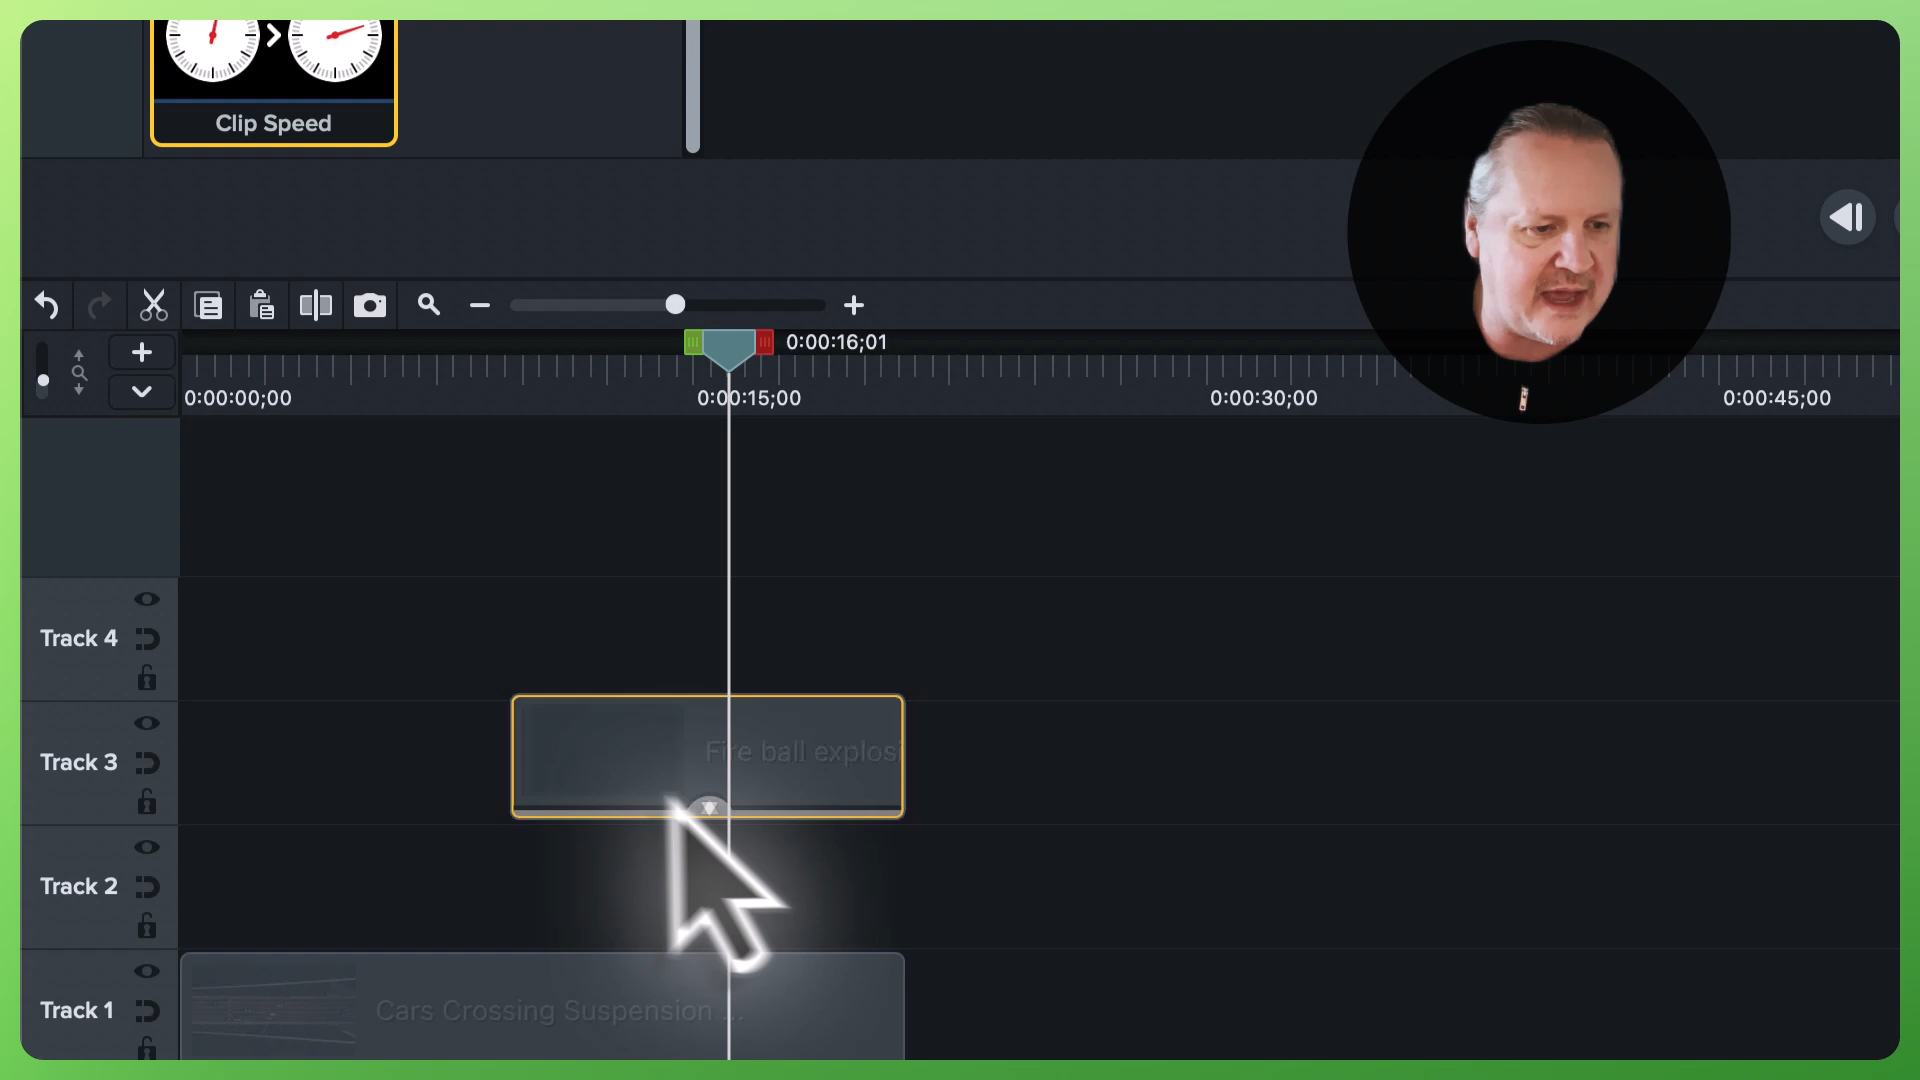 Clip Speed
0:00:16;01
0:00:00;00
0:00:15;00
0:00:30;00
0:00:45;00
Track 4
Track 3
Fire ball explosi
Track 2
Track 1
Cars Crossing Suspension ...